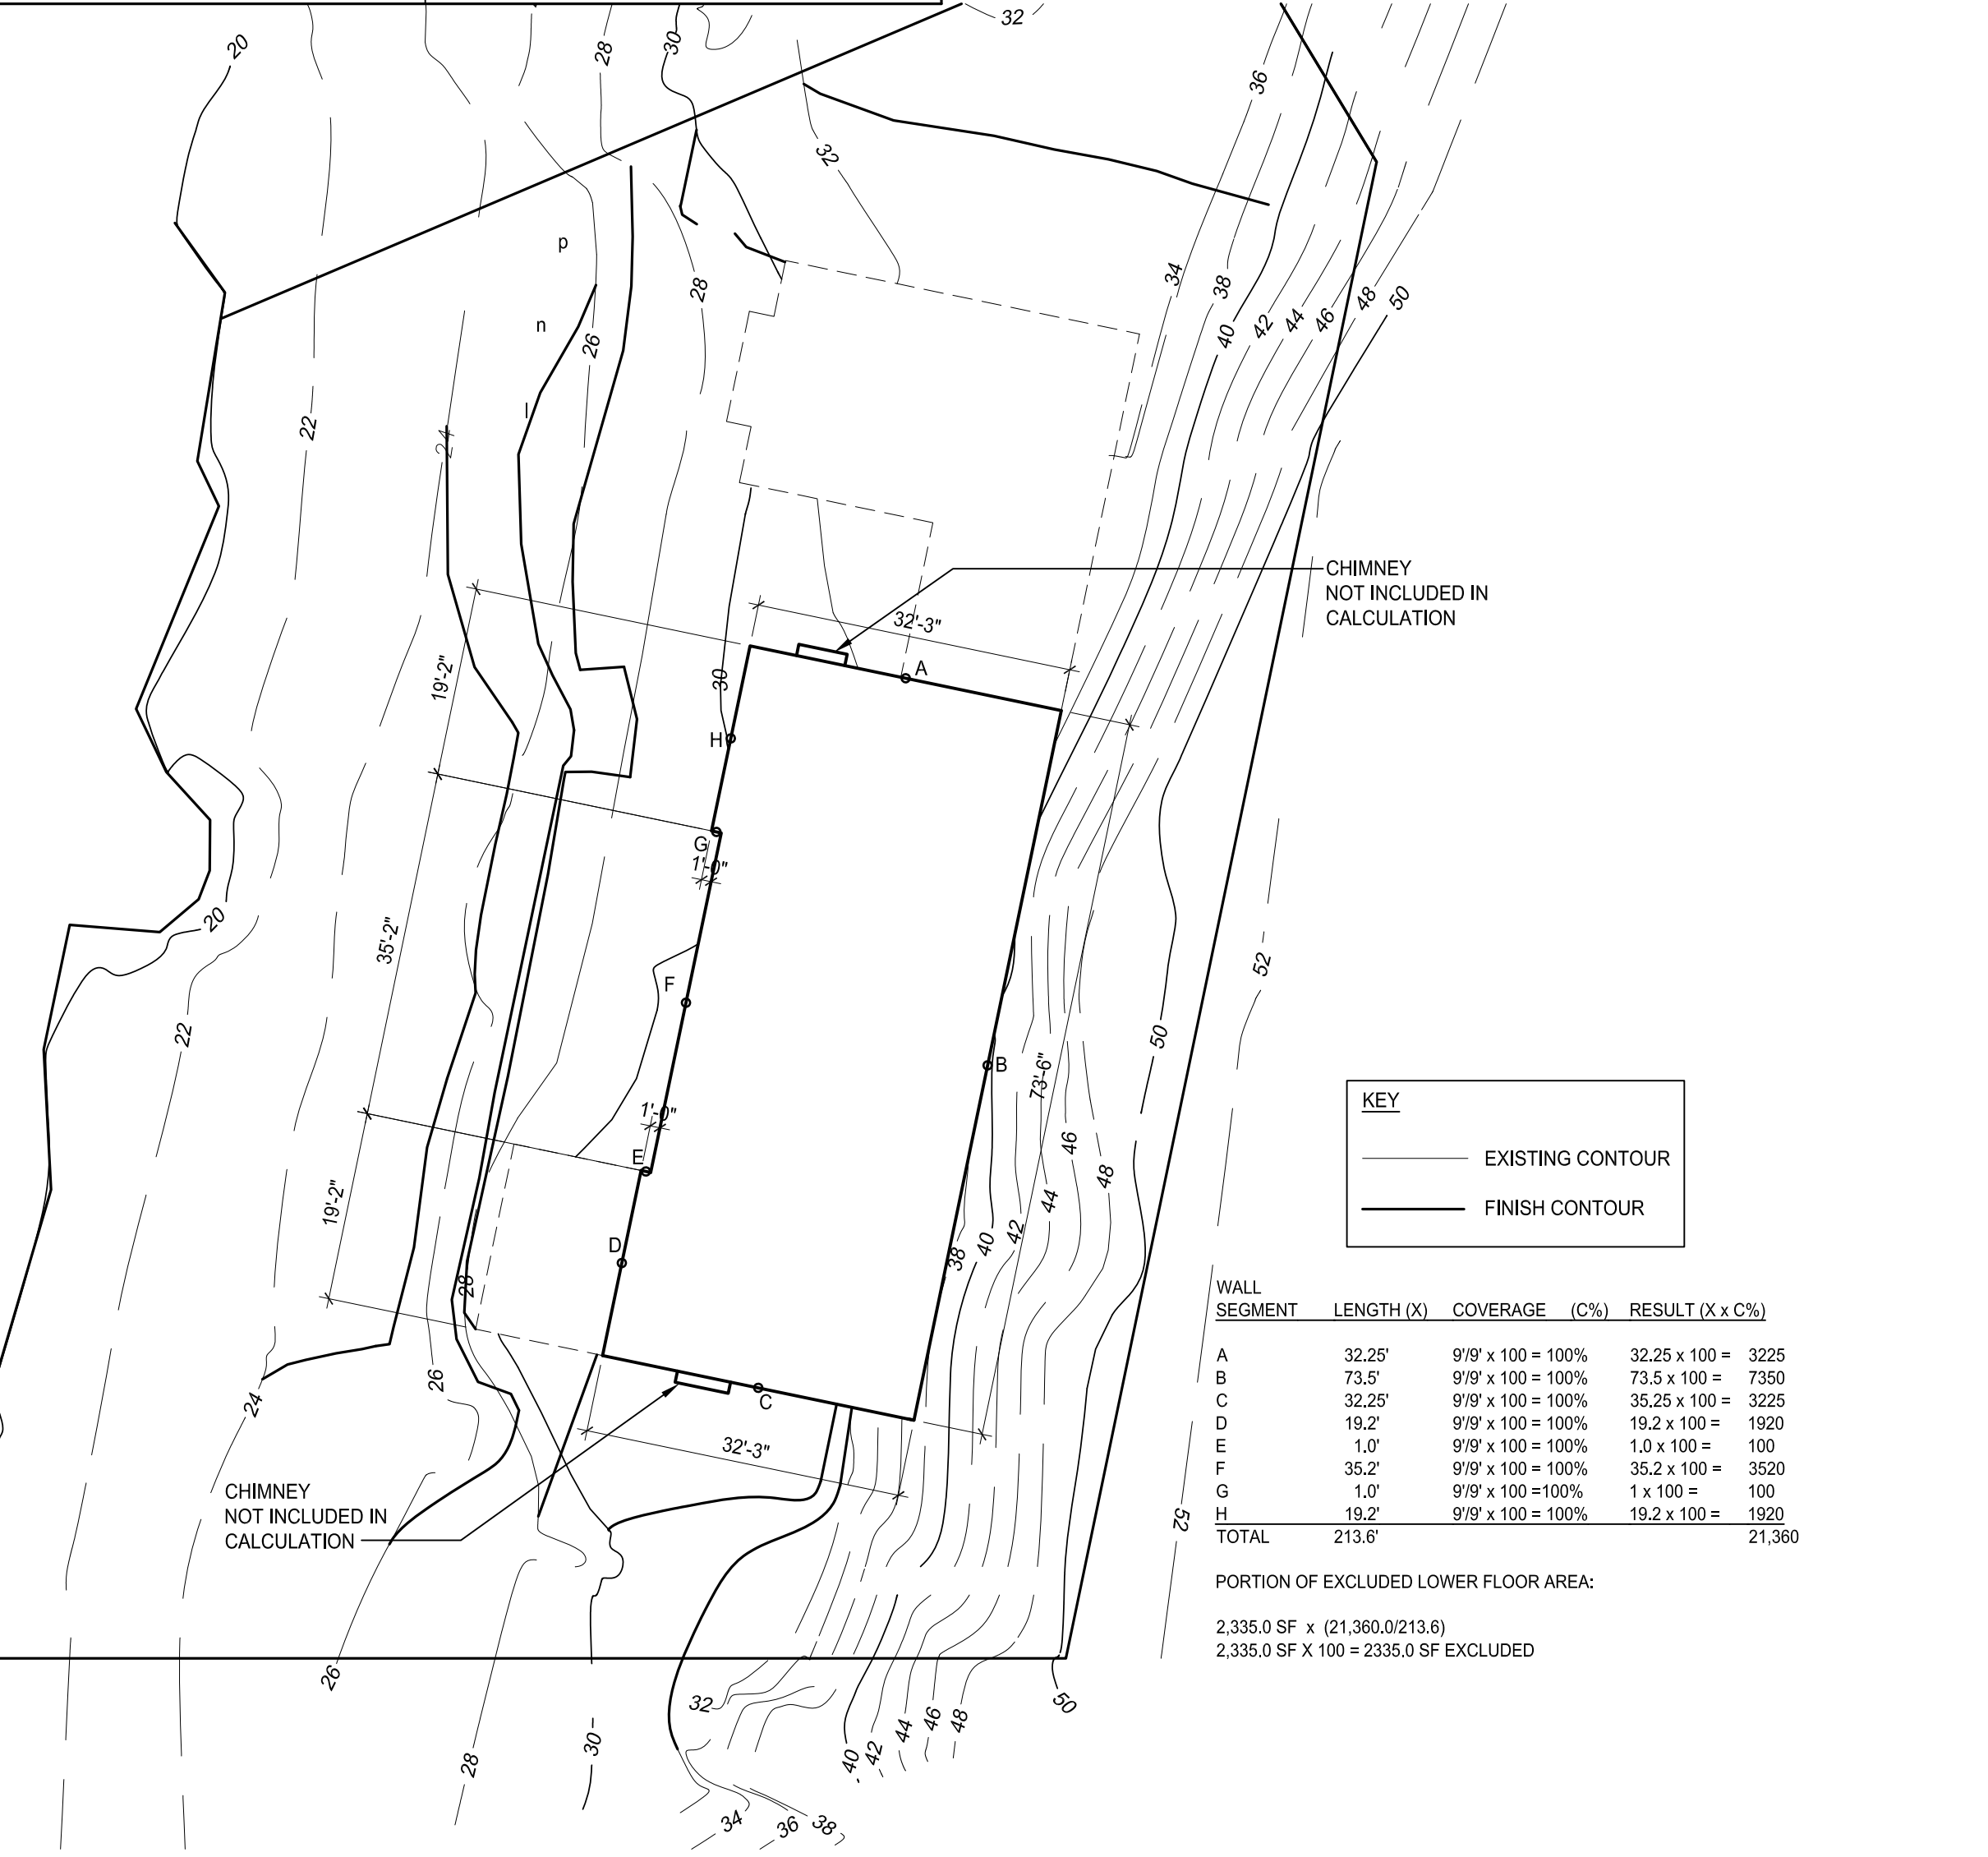 32
20
28
30
36
32
p
34
28
38
n
26
40
42
44
46
48
50
22
l
24
CHIMNEY
NOT INCLUDED IN
CALCULATION
32'-3"
A
19'-2"
30
H
G
1'-0"
20
35'-2"
52
F
22
50
B
73'-6"
KEY
EXISTING CONTOUR
FINISH CONTOUR
1'-0"
46
E
48
19'-2"
44
42
D
40
38
28
WALL
SEGMENT LENGTH (X) COVERAGE (C%) RESULT (X x C%)
A 32.25' 9'/9' x 100 = 100% 32.25 x 100 = 3225
B 73.5' 9'/9' x 100 = 100% 73.5 x 100 = 7350
C 32.25' 9'/9' x 100 = 100% 35.25 x 100 = 3225
D 19.2' 9'/9' x 100 = 100% 19.2 x 100 = 1920
E 1.0' 9'/9' x 100 = 100% 1.0 x 100 = 100
F 35.2' 9'/9' x 100 = 100% 35.2 x 100 = 3520
G 1.0' 9'/9' x 100 =100% 1 x 100 = 100
H 19.2' 9'/9' x 100 = 100% 19.2 x 100 = 1920
TOTAL 213.6' 21,360
PORTION OF EXCLUDED LOWER FLOOR AREA:
2,335.0 SF x (21,360.0/213.6)
2,335.0 SF X 100 = 2335.0 SF EXCLUDED
26
24
C
32'-3"
CHIMNEY
NOT INCLUDED IN
CALCULATION
52
26
32
50
46
48
44
30
42
40
28
34
36
38